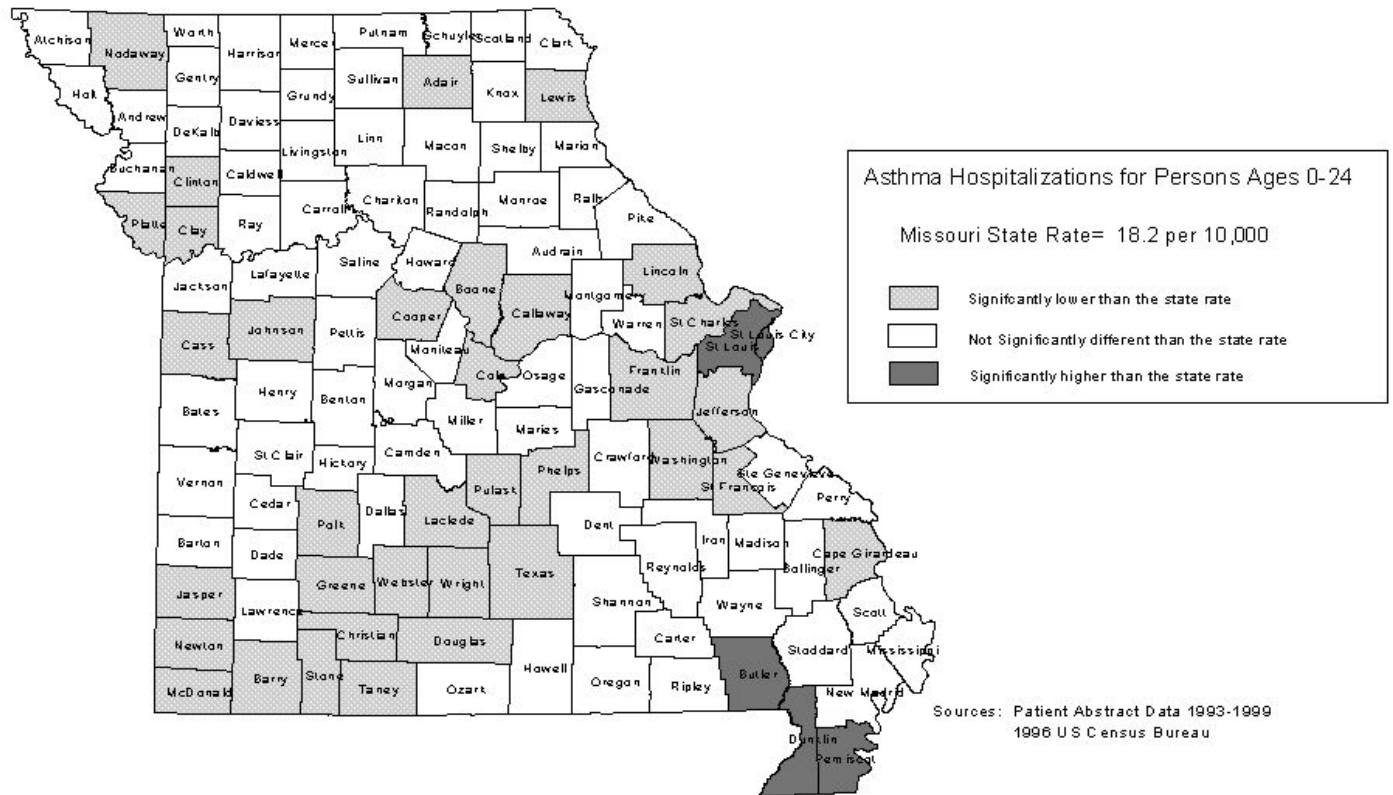 Atchison
Nodaway
Worth
Harrison
Mercer
Putnam
Schuyler
Scotland
Clark
Gentry
Sullivan
Adair
Knox
Lewis
Holt
Andrew
DeKalb
Daviess
Grundy
Linn
Macon
Shelby
Marion
Livingston
Buchanan
Clinton
Caldwell
Carroll
Chariton
Randolph
Monroe
Ralls
Pike
Platte
Clay
Ray
Audrain
Saline
Howard
Lafayette
Jackson
Boone
Lincoln
Callaway
Montgomery
Cooper
Johnson
Pettis
Warren
St Charles
St Louis City
St Louis
Cass
Moniteau
Cole
Osage
Gasconade
Franklin
Morgan
Henry
Benton
Bates
Miller
Maries
Jefferson
St Clair
Hickory
Camden
Pulask
Phelps
Crawford
Washington
Ste Genevieve
St Francois
Perry
Vernon
Cedar
Polk
Dallas
Laclede
Dent
Iron
Madison
Cape Girardeau
Bollinger
Barton
Dade
Greene
Webster
Wright
Texas
Reynolds
Jasper
Lawrence
Shannon
Wayne
Scott
Newton
Christian
Douglas
Carter
Stoddard
Mississippi
McDonald
Barry
Stone
Taney
Ozark
Howell
Oregon
Ripley
Butler
New Madrid
Dunklin
Pemiscot
Asthma Hospitalizations for Persons Ages 0-24
Missouri State Rate= 18.2 per 10,000
Signifcantly lower than the state rate
Not Significantly different than the state rate
Significantly higher than the state rate
Sources: Patient Abstract Data 1993-1999
1996 US Census Bureau